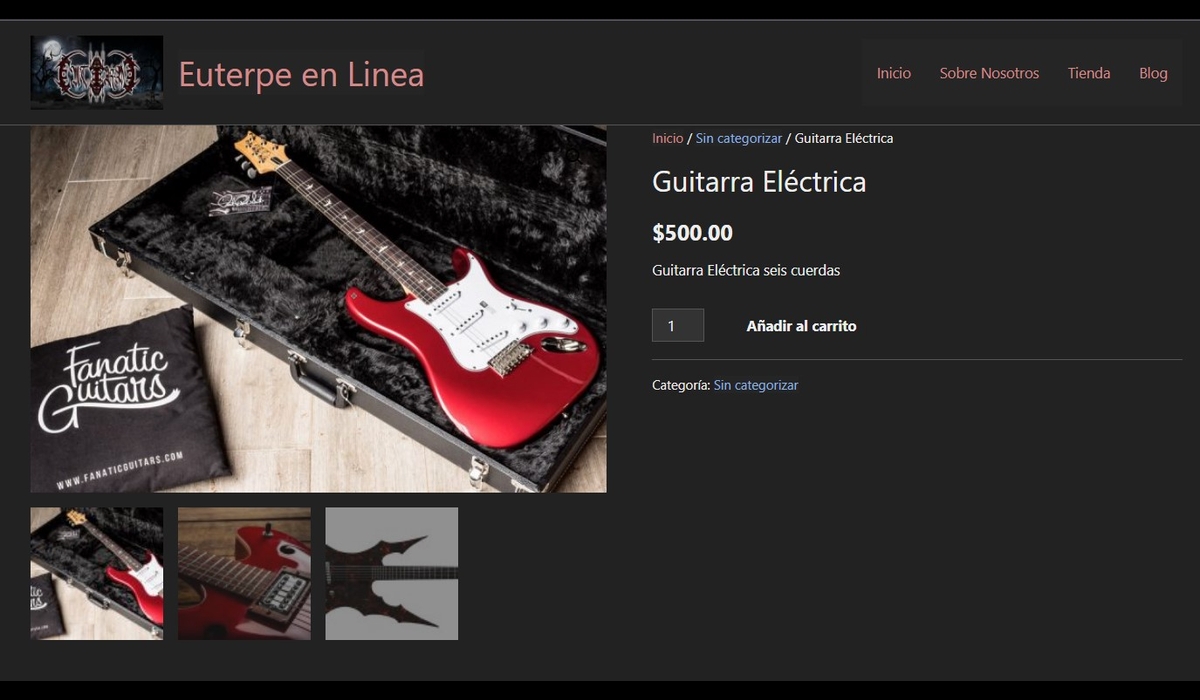 Euterpe en Linea
Inicio
Sobre Nosotros
Tienda
Blog
Inicio / Sin categorizar / Guitarra Eléctrica
Guitarra Eléctrica
$500.00
Guitarra Eléctrica seis cuerdas
1
Añadir al carrito
Categoría: Sin categorizar
Fanatic
Guitars
WWW.FANATICGUITARS.COM